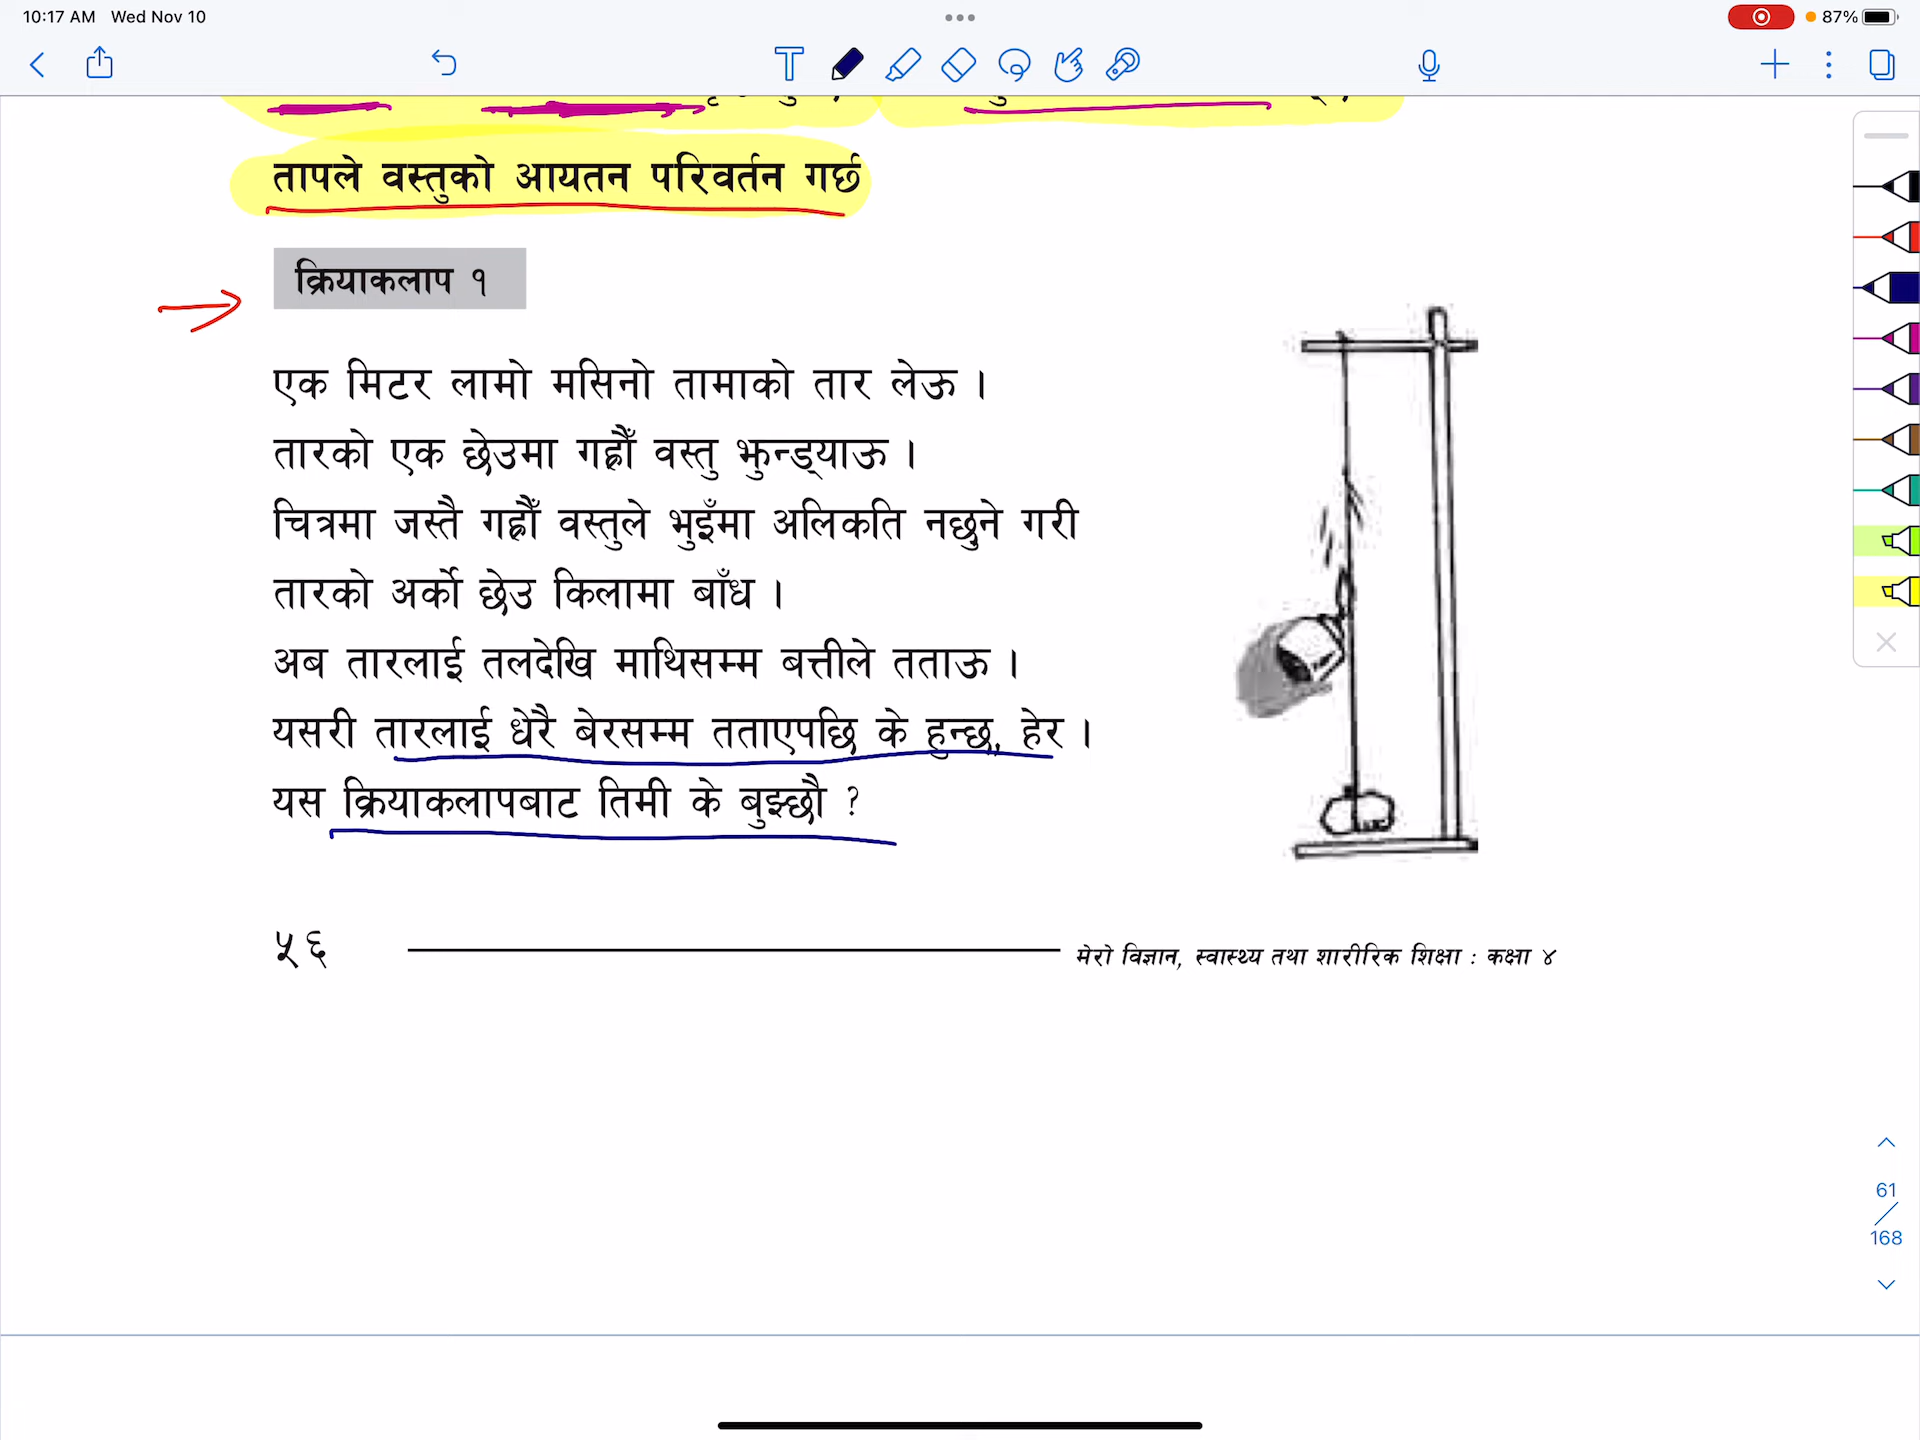 10:17 AM Wed Nov 10
87%
तापले वस्तुको आयतन परिवर्तन गर्छ
क्रियाकलाप १
एक मिटर लामो मसिनो तामाको तार लेऊ ।
तारको एक छेउमा गह्रौँ वस्तु झुन्ड्याऊ ।
चित्रमा जस्तै गह्रौँ वस्तुले भुइँमा अलिकति नछुने गरी
तारको अर्को छेउ किलामा बाँध ।
अब तारलाई तलदेखि माथिसम्म बत्तीले तताऊ ।
यसरी तारलाई धेरै बेरसम्म तताएपछि के हुन्छ, हेर ।
यस क्रियाकलापबाट तिमी के बुझ्छौ ?
५६
मेरो विज्ञान, स्वास्थ्य तथा शारीरिक शिक्षा : कक्षा ४
61
168